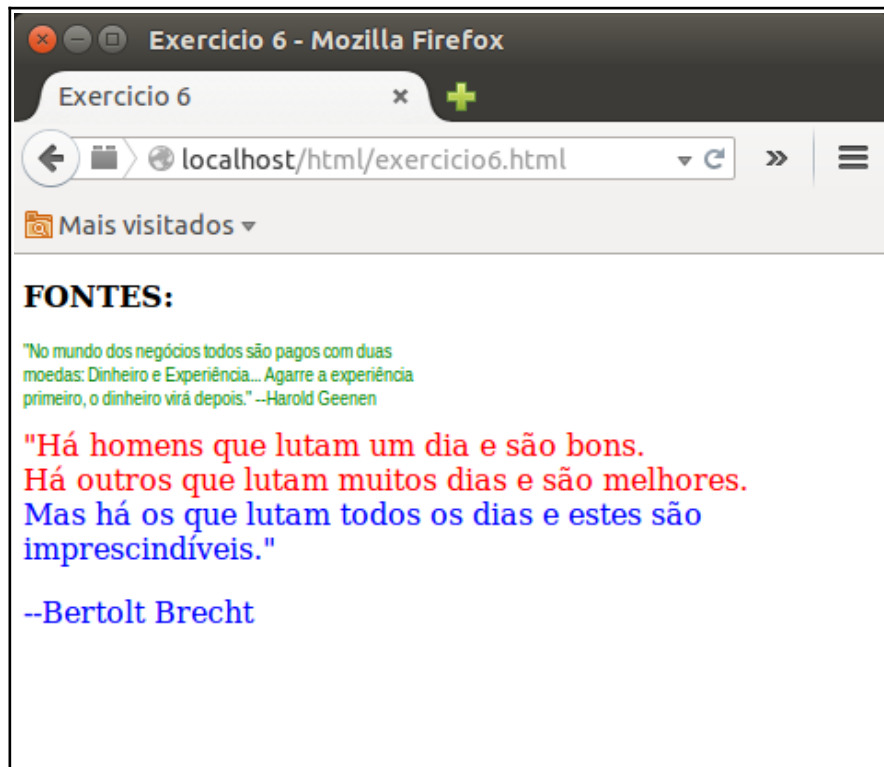 Exercicio 6 - Mozilla Firefox
Exercicio 6
localhost/html/exercicio6.html
Mais visitados
FONTES:
"No mundo dos negócios todos são pagos com duas
moedas: Dinheiro e Experiência... Agarre a experiência
primeiro, o dinheiro virá depois." --Harold Geenen
"Há homens que lutam um dia e são bons.
Há outros que lutam muitos dias e são melhores.
Mas há os que lutam todos os dias e estes são
imprescindíveis."
--Bertolt Brecht